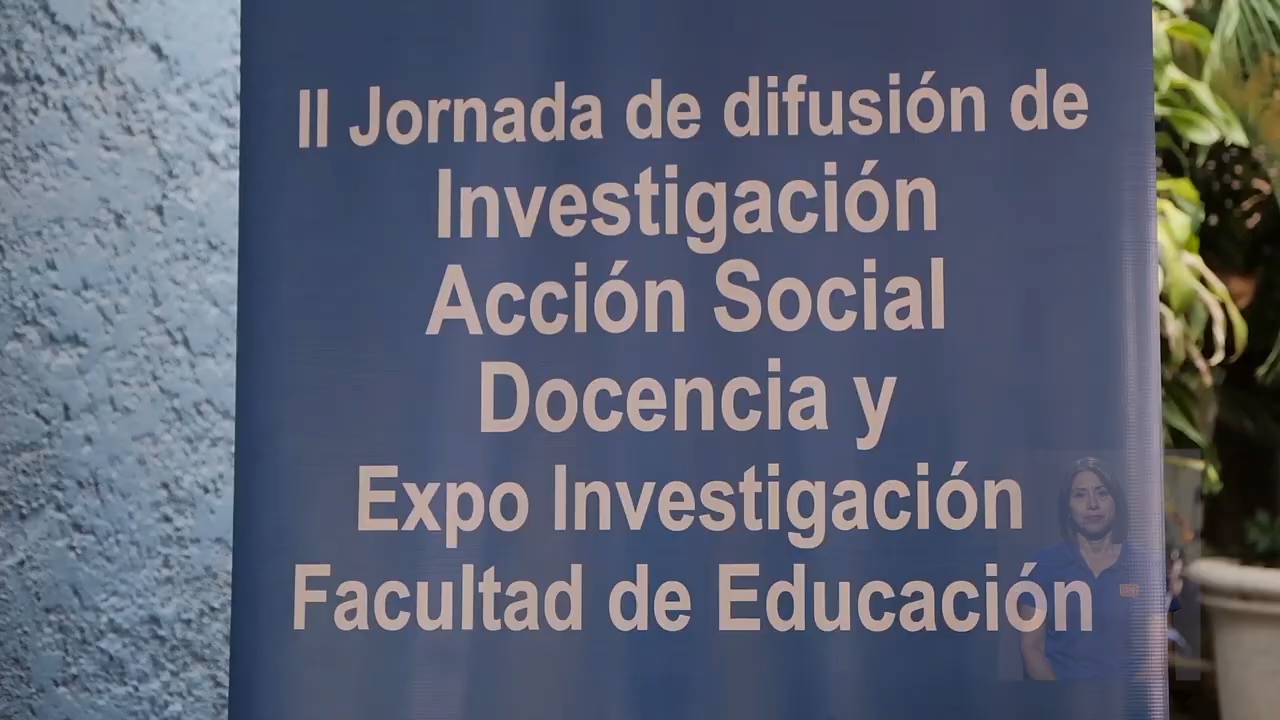 II Jornada de difusión de
Investigación
Acción Social
Docencia y
Expo Investigación
Facultad de Educación